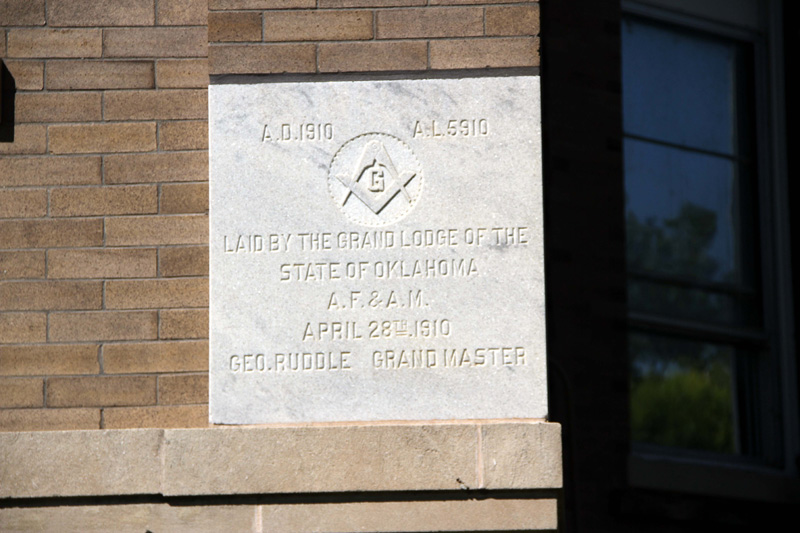 A.D.1910 A.L.5910
G
LAID BY THE GRAND LODGE OF THE
STATE OF OKLAHOMA
A.F.&A.M.
APRIL 28TH.1910
GEO.RUDDLE GRAND MASTER